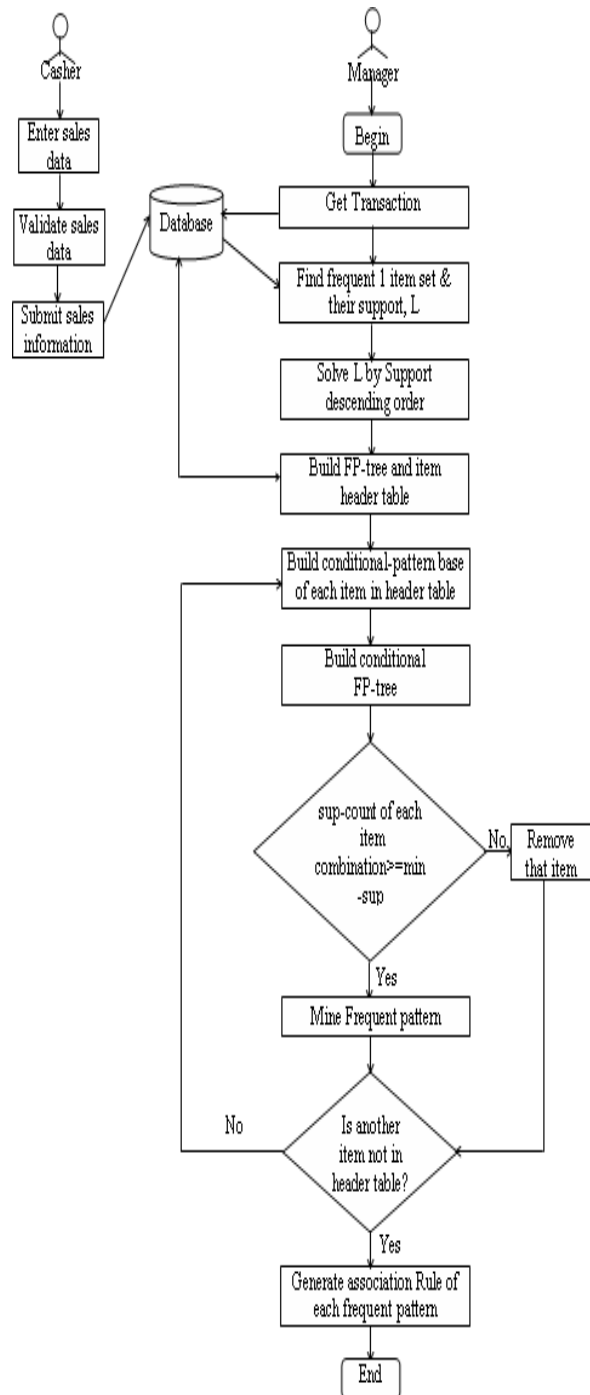 Casher
Enter sales
data
Validate sales
data
Submit sales
information
Database
Manager
Begin
Get Transaction
Find frequent 1 item set &
their support, L
Solve L by Support
descending order
Build FP-tree and item
header table
Build conditional-pattern base
of each item in header table
Build conditional
FP-tree
sup-count of each
item
combination>=min
-sup
No
Remove
that item
Yes
Mine Frequent pattern
Is another
item not in
header table?
No
Yes
Generate association Rule of
each frequent pattern
End